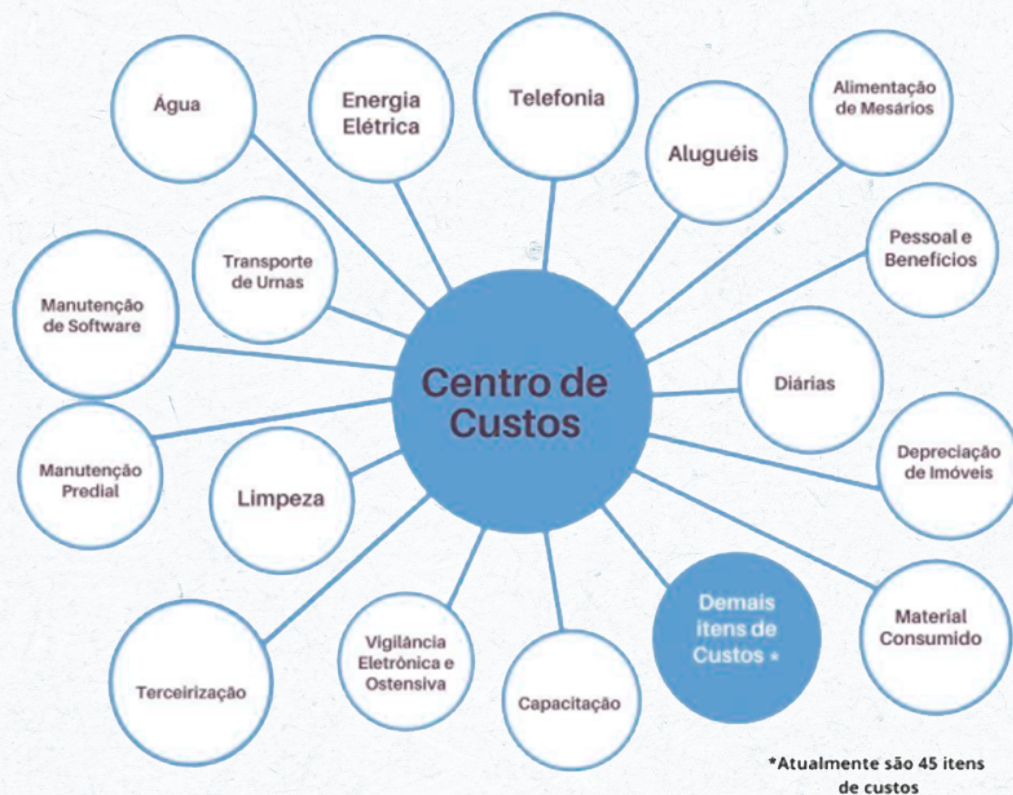 Água
Energia
Elétrica
Telefonia
Aluguéis
Alimentação
de Mesários
Transporte
de Urnas
Pessoal e
Benefícios
Manutenção
de Software
Centro de
Custos
Diárias
Manutenção
Predial
Limpeza
Depreciação
de Imóveis
Terceirização
Vigilância
Eletrônica e
Ostensiva
Capacitação
Demais
itens de
Custos *
Material
Consumido
*Atualmente são 45 itens
de custos